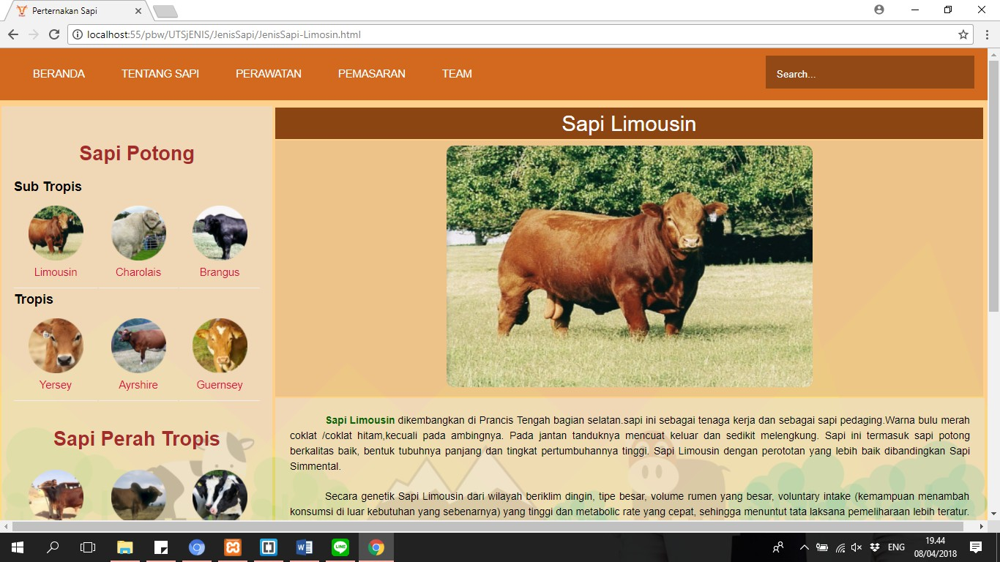 Perternakan Sapi
localhost:55/pbw/UTSjENIS/JenisSapi/JenisSapi-Limosin.html
BERANDA TENTANG SAPI PERAWATAN PEMASARAN TEAM Search...
Sapi Potong
Sub Tropis
Limousin Charolais Brangus
Tropis
Yersey Ayrshire Guernsey
Sapi Perah Tropis
Sapi Limousin
Sapi Limousin dikembangkan di Prancis Tengah bagian selatan.sapi ini sebagai tenaga kerja dan sebagai sapi pedaging.Warna bulu merah
coklat /coklat hitam,kecuali pada ambingnya. Pada jantan tanduknya mencuat keluar dan sedikit melengkung. Sapi ini termasuk sapi potong
berkalitas baik, bentuk tubuhnya panjang dan tingkat pertumbuhannya tinggi. Sapi Limousin dengan perototan yang lebih baik dibandingkan Sapi
Simmental.
Secara genetik Sapi Limousin dari wilayah beriklim dingin, tipe besar, volume rumen yang besar, voluntary intake (kemampuan menambah
konsumsi di luar kebutuhan yang sebenarnya) yang tinggi dan metabolic rate yang cepat, sehingga menuntut tata laksana pemeliharaan lebih teratur.
LINE
ENG
19.44
08/04/2018